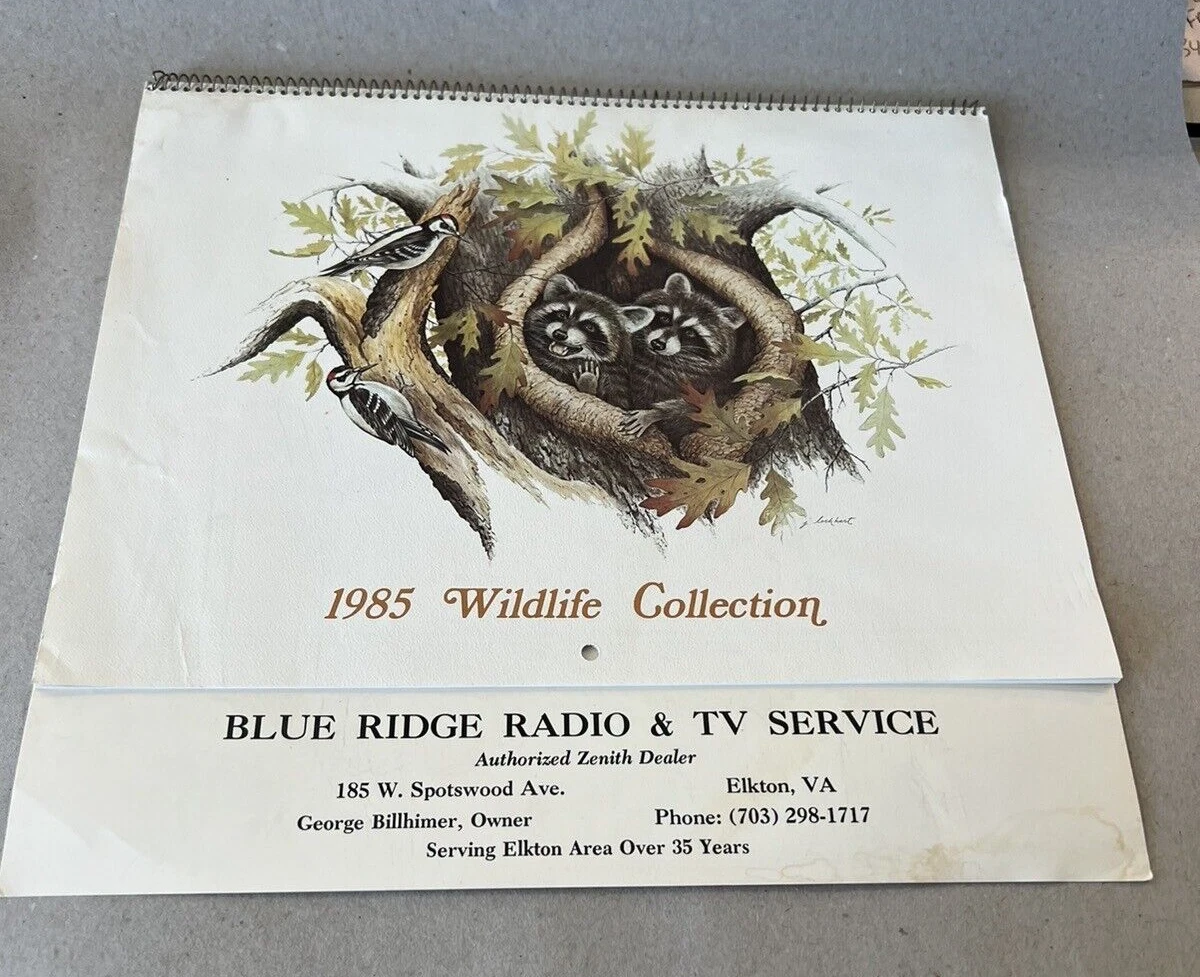 J Lockhart
1985 Wildlife Collection
BLUE RIDGE RADIO & TV SERVICE
Authorized Zenith Dealer
185 W. Spotswood Ave. Elkton, VA
George Billhimer, Owner Phone: (703) 298-1717
Serving Elkton Area Over 35 Years